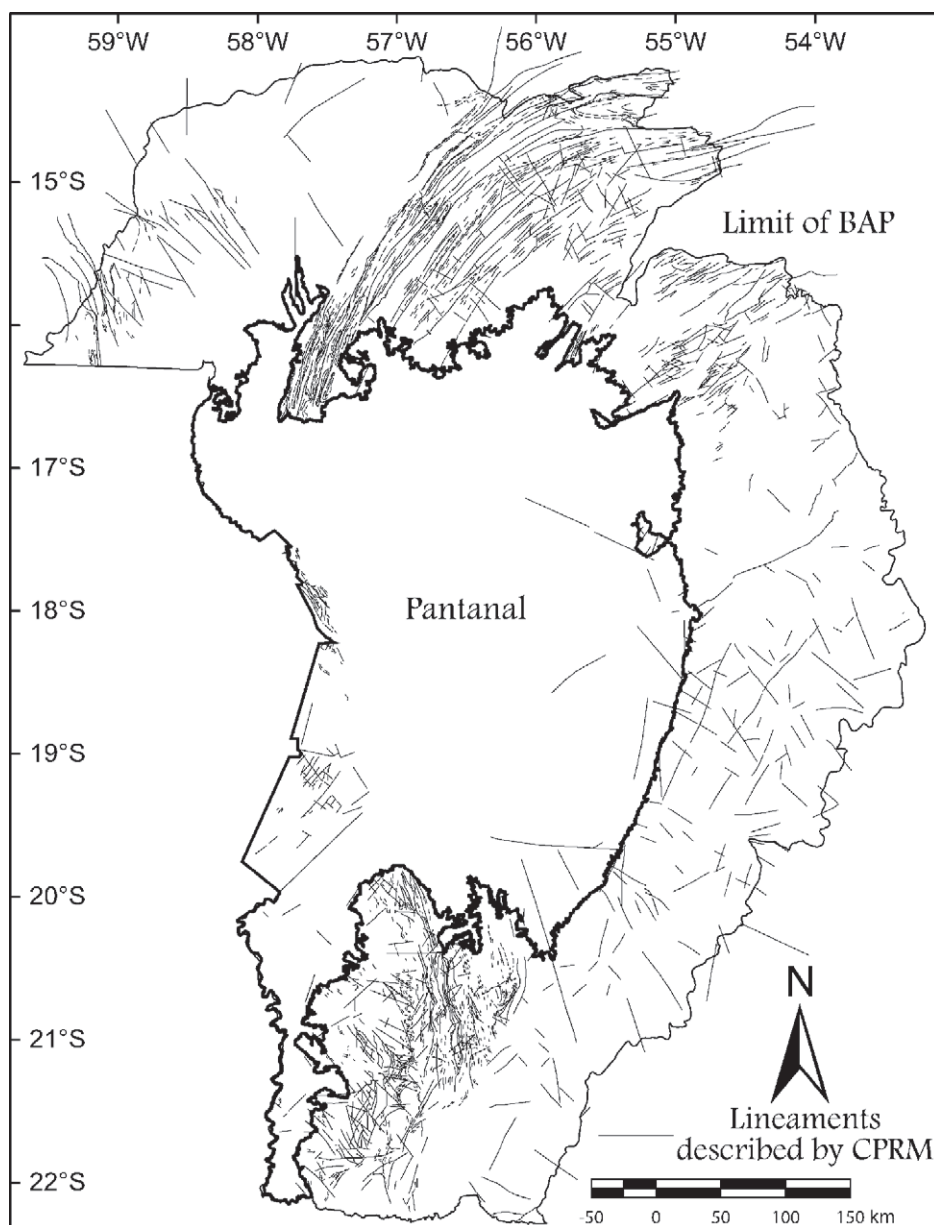 59°W 58°W 57°W 56°W 55°W 54°W
15°S
Limit of BAP
17°S
18°S
Pantanal
19°S
20°S
N
21°S
Lineaments
described by CPRM
22°S
-50 0 50 100 150 km